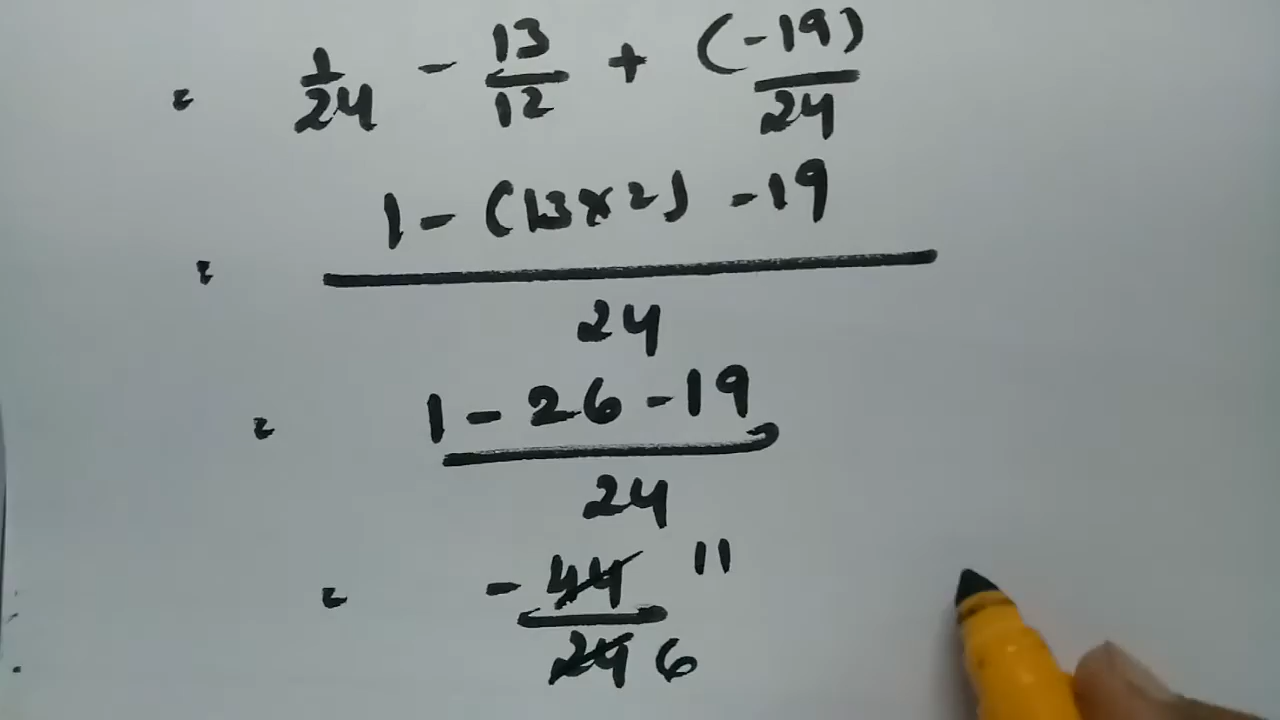 = 1/24 - 13/12 + (-19)/24
= 1 - (13×2) - 19
24
= 1 - 26 - 19
24
= - 44 11
24 6